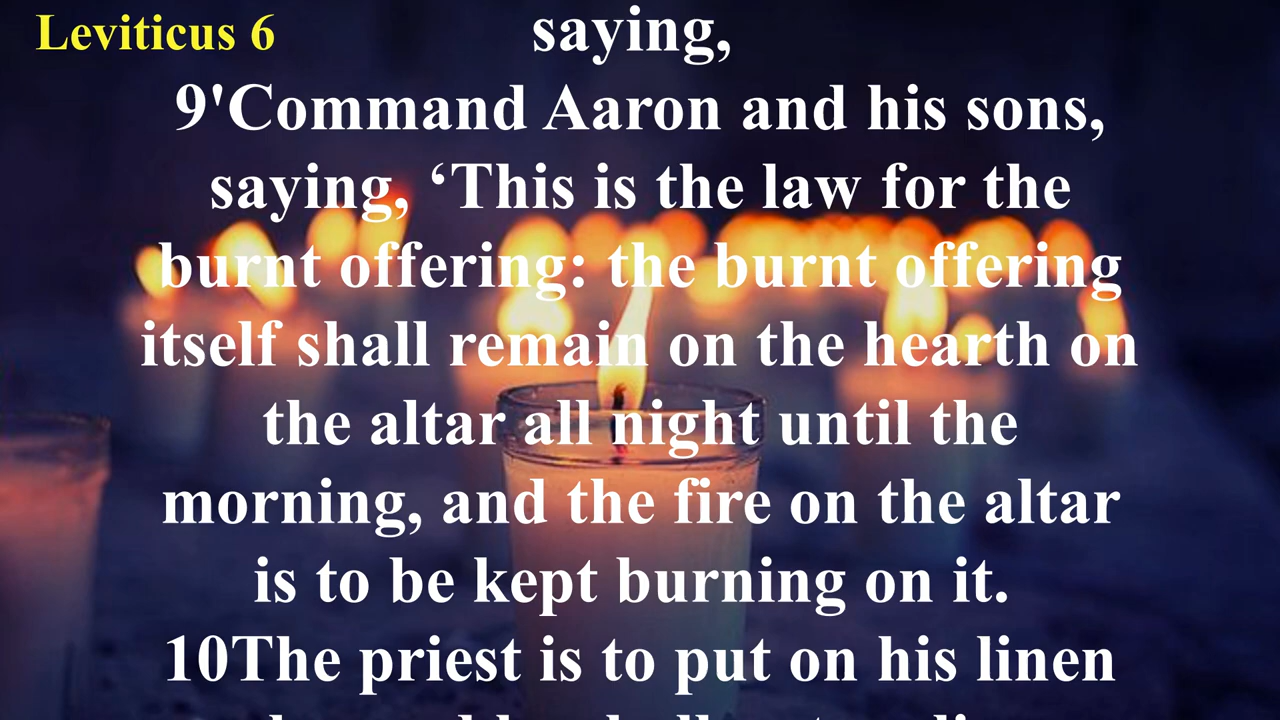 Leviticus 6
saying,
9'Command Aaron and his sons,
saying, ‘This is the law for the
burnt offering: the burnt offering
itself shall remain on the hearth on
the altar all night until the
morning, and the fire on the altar
is to be kept burning on it.
10The priest is to put on his linen